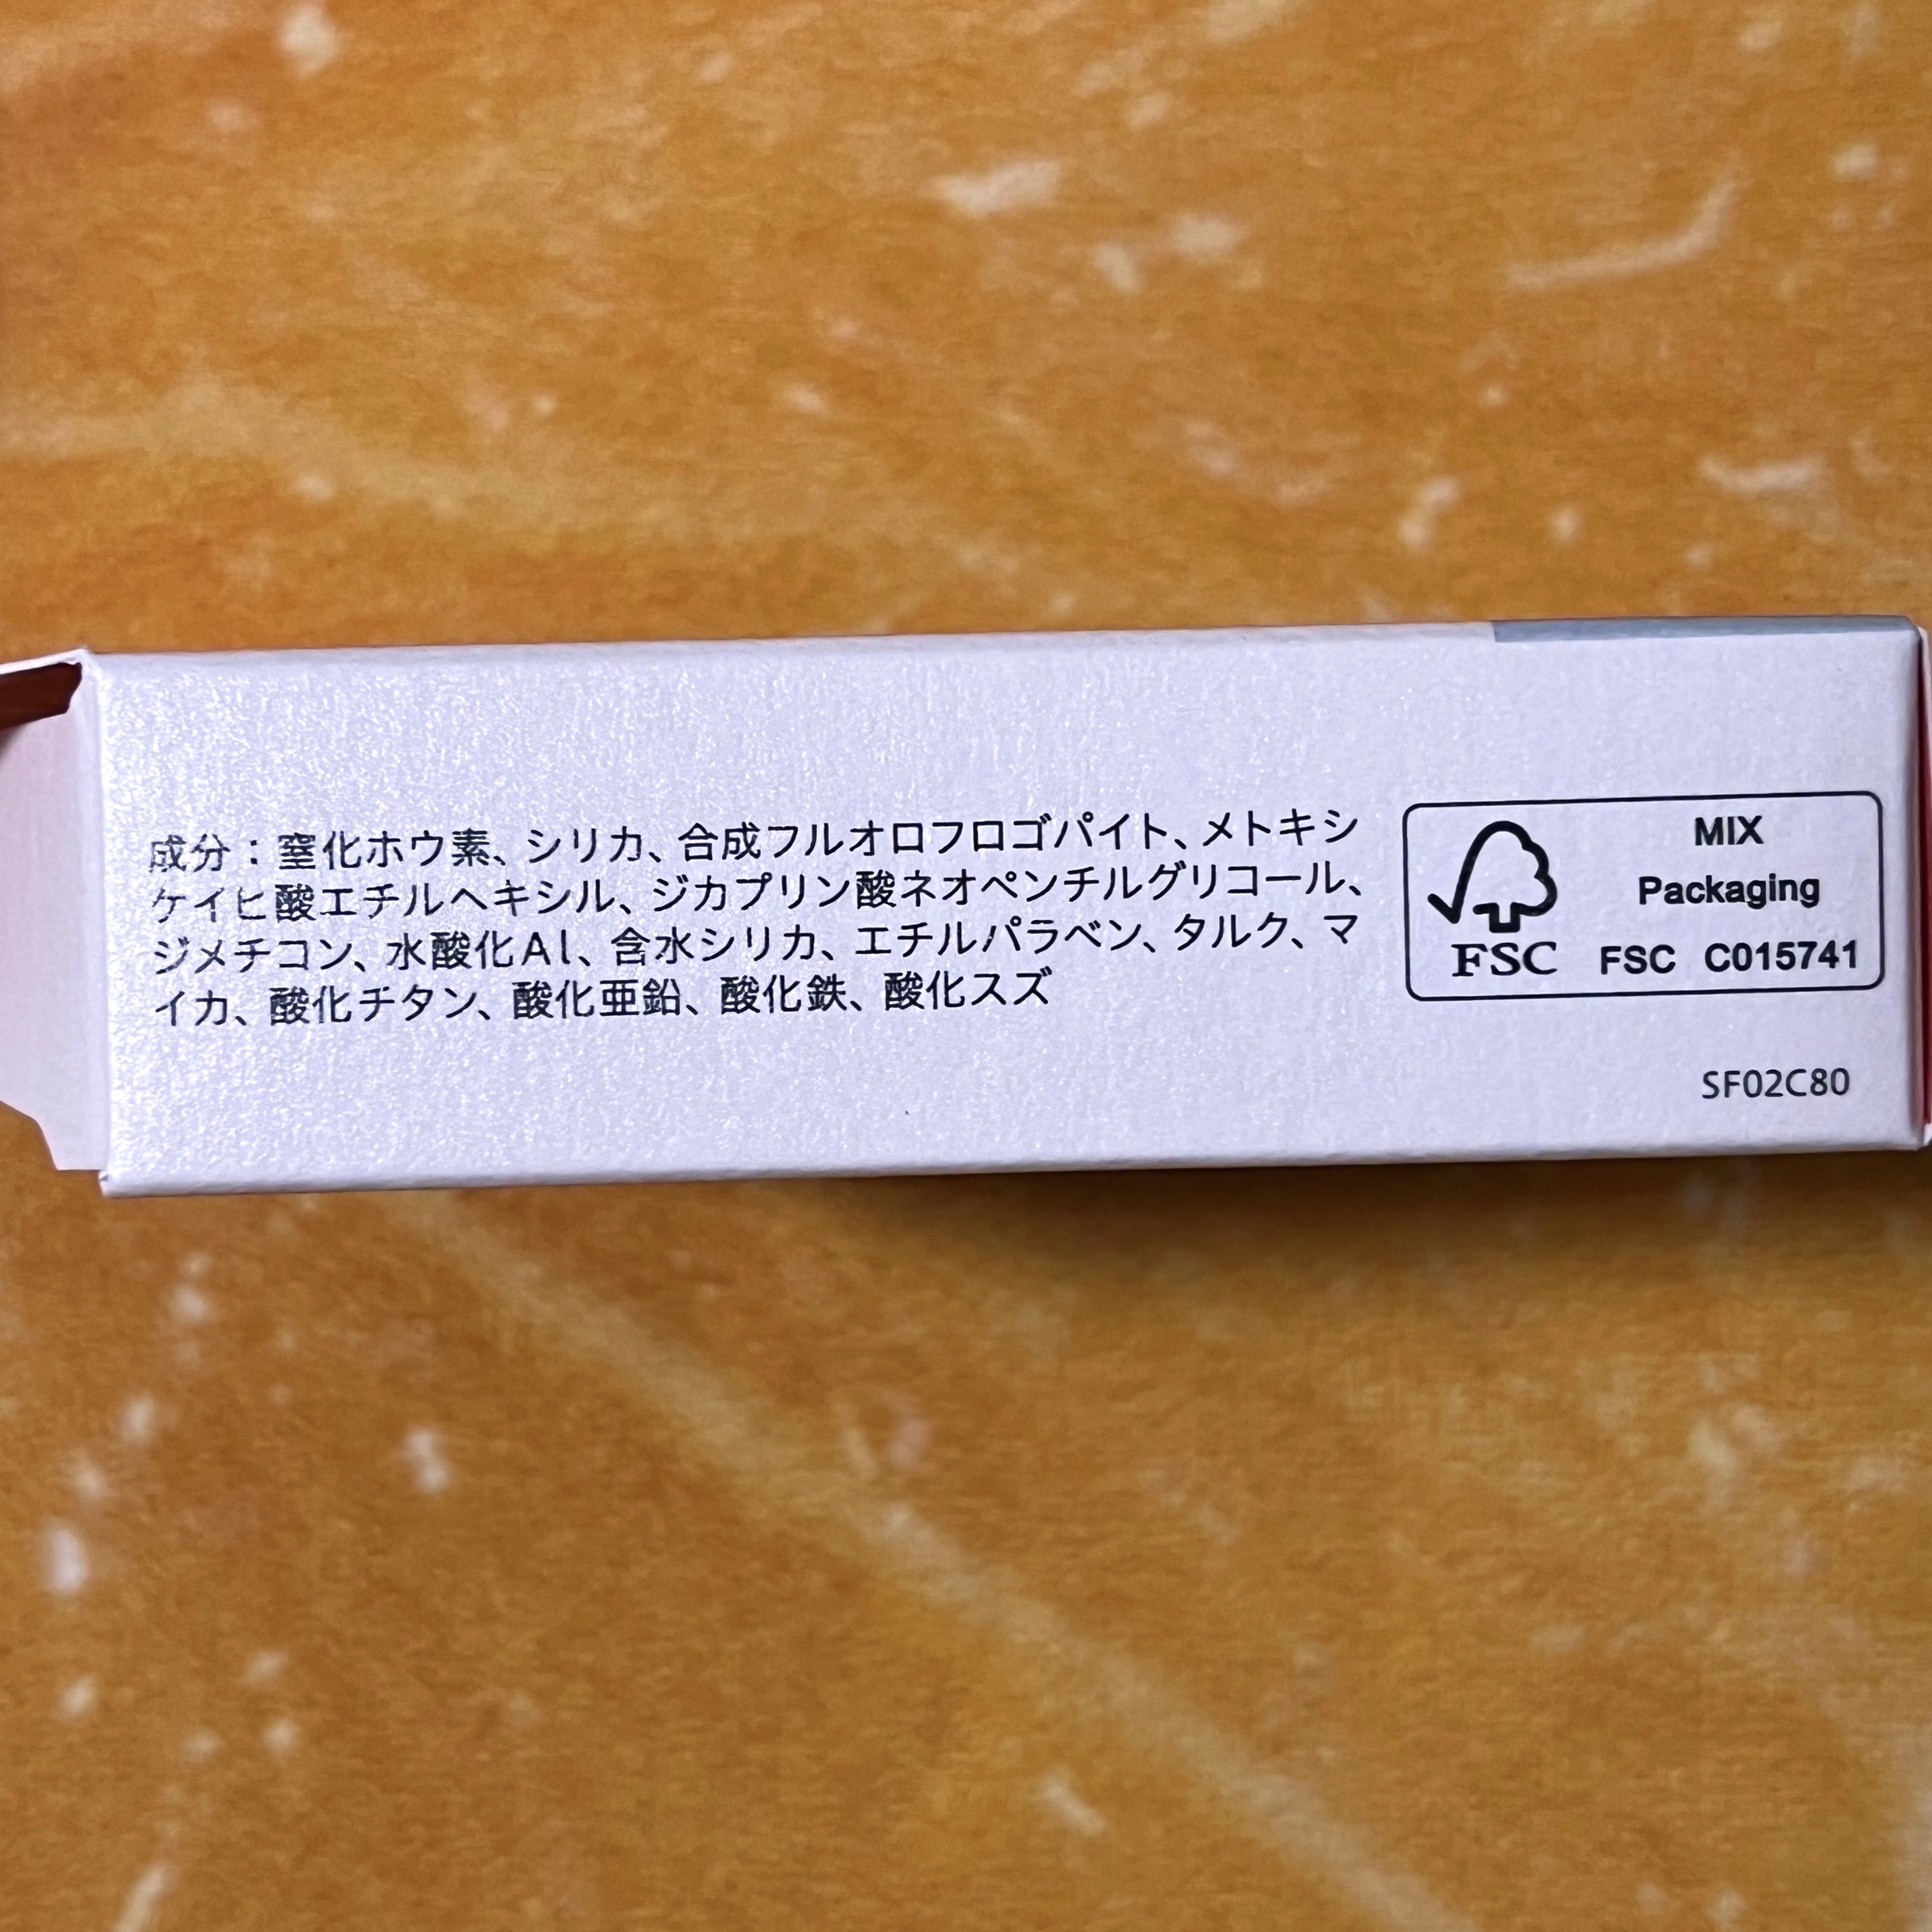 成分：窒化ホウ素、シリカ、合成フルオロフロゴパイト、メトキシ
ケイヒ酸エチルヘキシル、ジカプリン酸ネオペンチルグリコール、
ジメチコン、水酸化Al、含水シリカ、エチルパラベン、タルク、マ
イカ、酸化チタン、酸化亜鉛、酸化鉄、酸化スズ
FSC
MIX
Packaging
FSC C015741
SF02C80